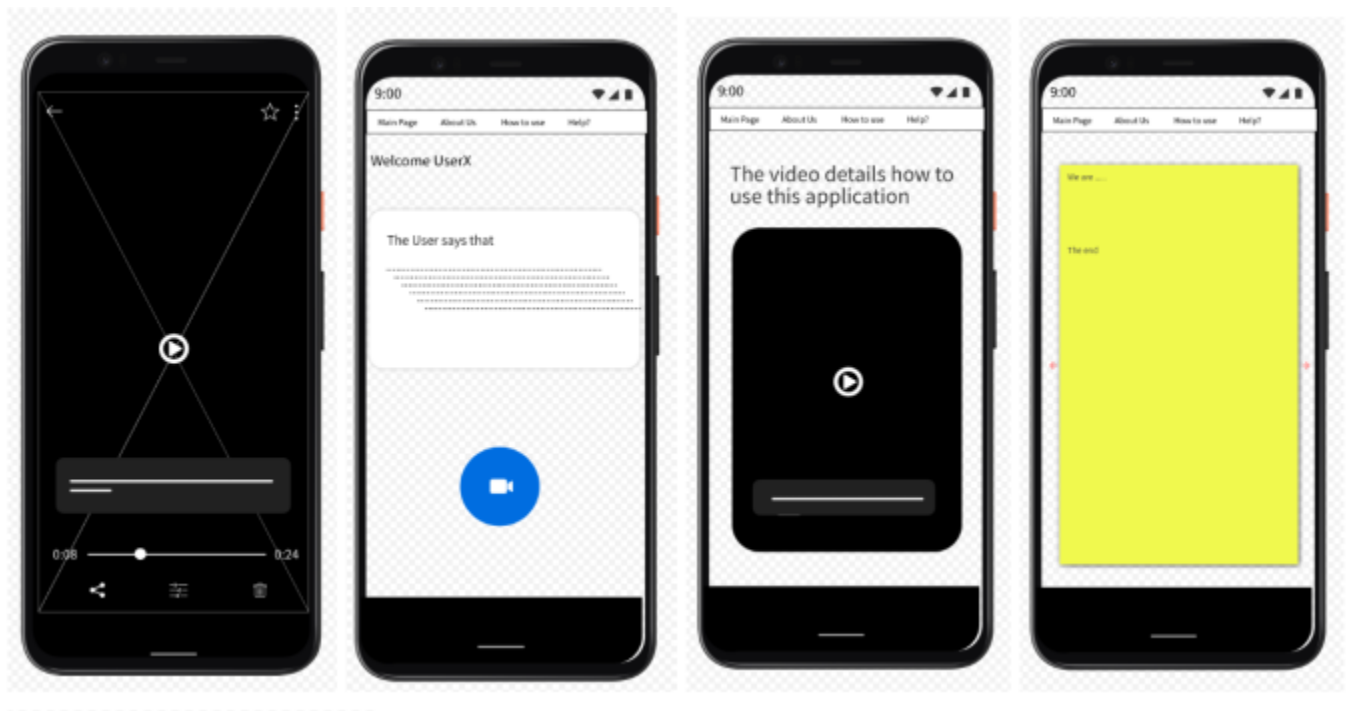 0:08 0:24
9:00
Main Page About Us How to use Help?
Welcome UserX
The User says that
9:00
Main Page About Us How to use Help?
The video details how to
use this application
9:00
Main Page About Us How to use Help?
We are .....
The end